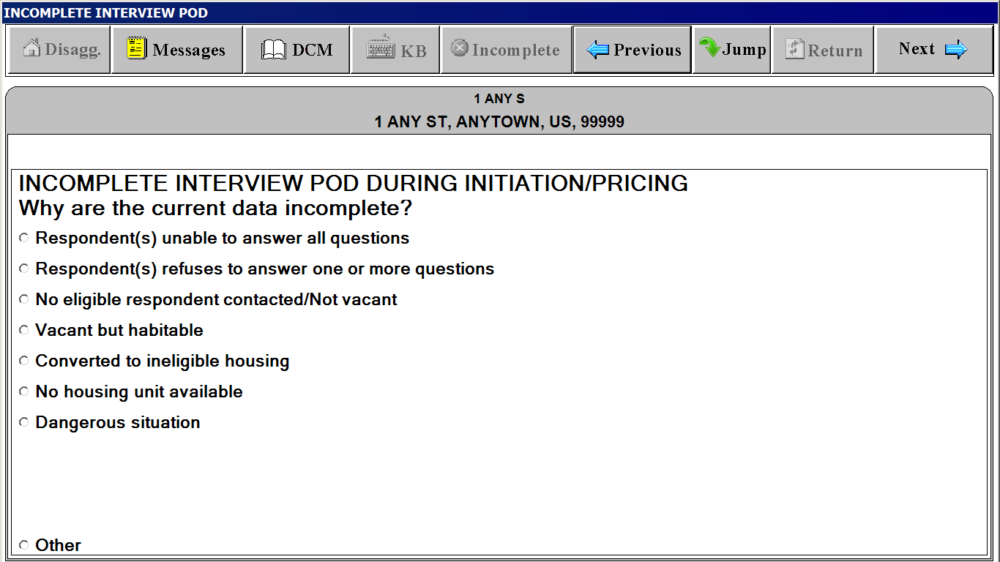 INCOMPLETE INTERVIEW POD
Disagg. Messages DCM KB Incomplete Previous Jump Return Next
1 ANY S
1 ANY ST, ANYTOWN, US, 99999
INCOMPLETE INTERVIEW POD DURING INITIATION/PRICING
Why are the current data incomplete?
Respondent(s) unable to answer all questions
Respondent(s) refuses to answer one or more questions
No eligible respondent contacted/Not vacant
Vacant but habitable
Converted to ineligible housing
No housing unit available
Dangerous situation
Other